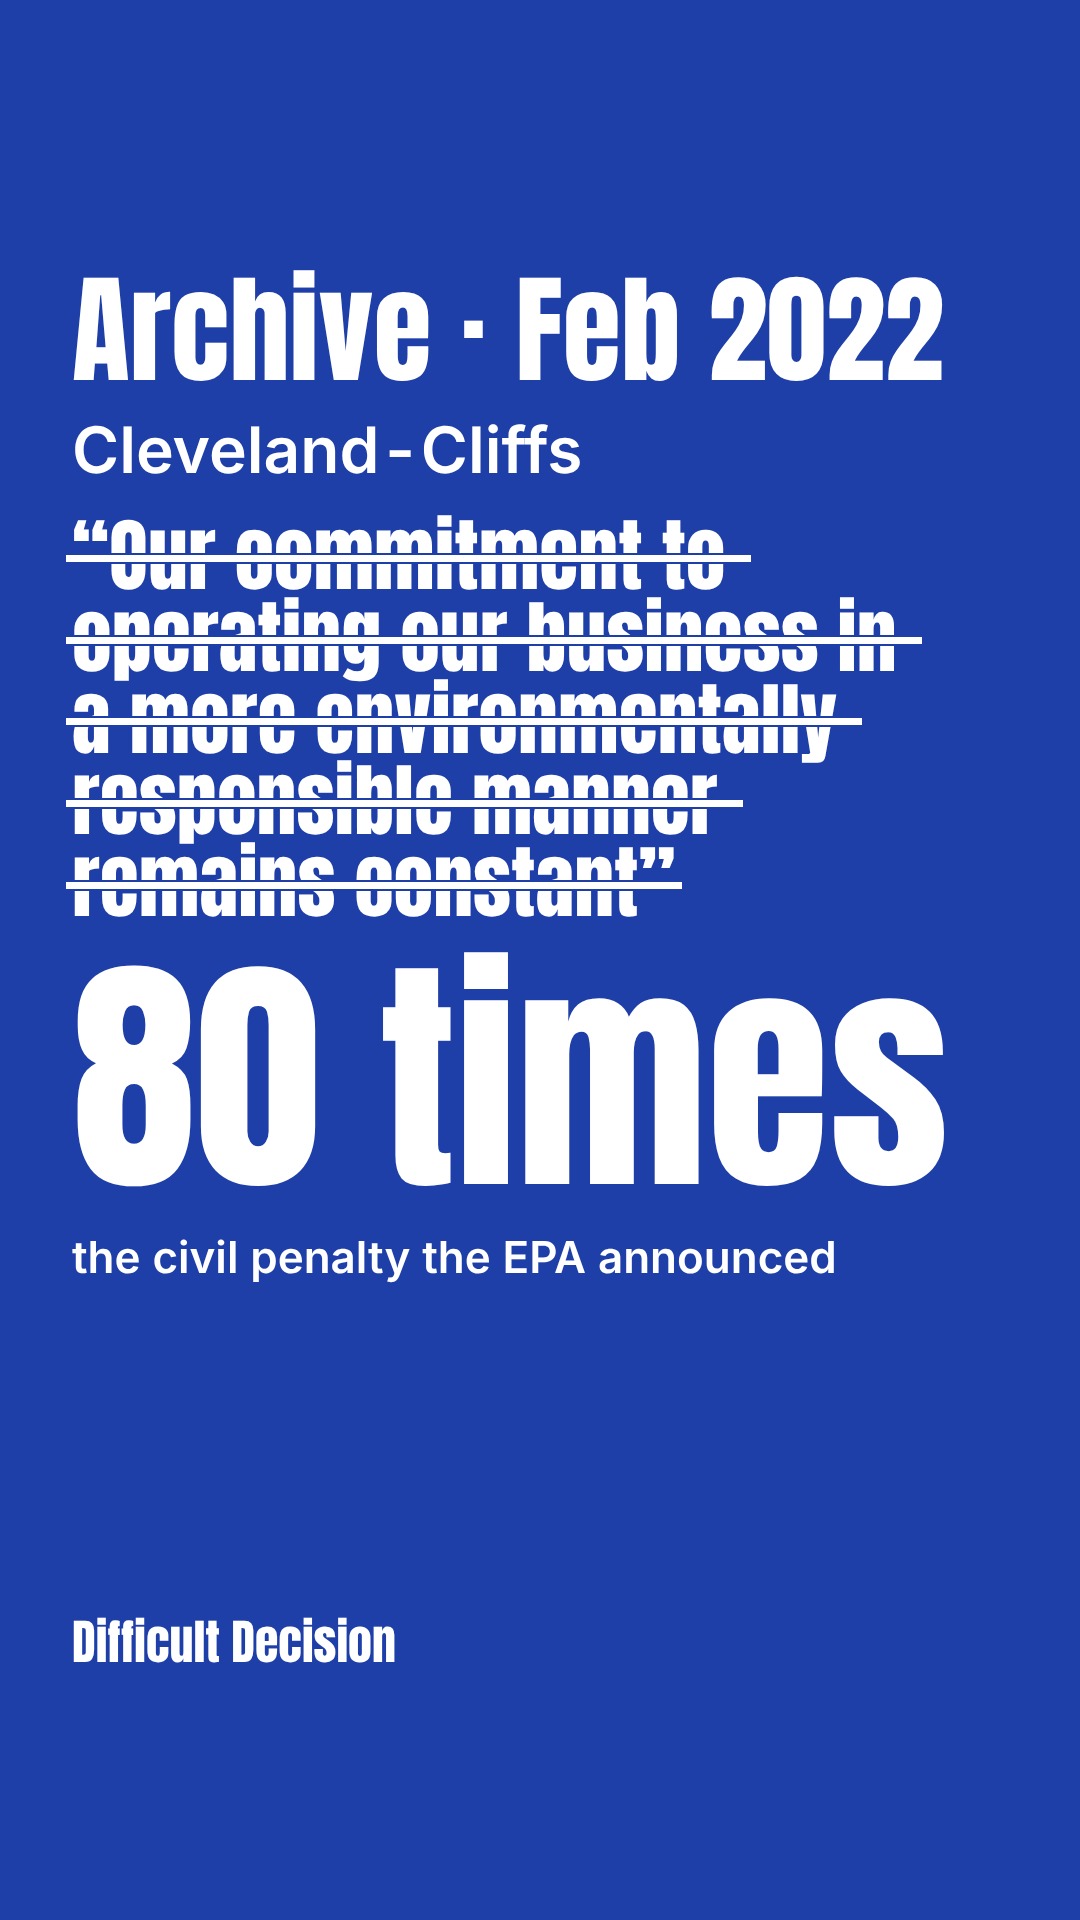 Archive · Feb 2022
Cleveland-Cliffs
“Our commitment to
operating our business in
a more environmentally
responsible manner
remains constant”
80 times
the civil penalty the EPA announced
Difficult Decision